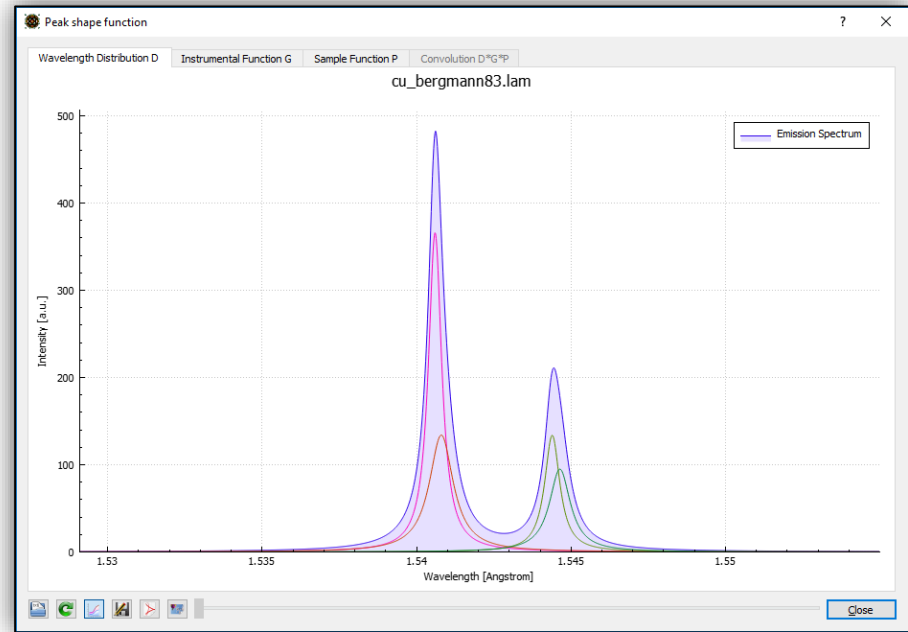 Peak shape function
Wavelength Distribution D Instrumental Function G Sample Function P Convolution D*G*P
cu_bergmann83.lam
Emission Spectrum
500
400
300
200
100
0
Intensity [a.u.]
1.53 1.535 1.54 1.545 1.55
Wavelength [Angstrom]
Close